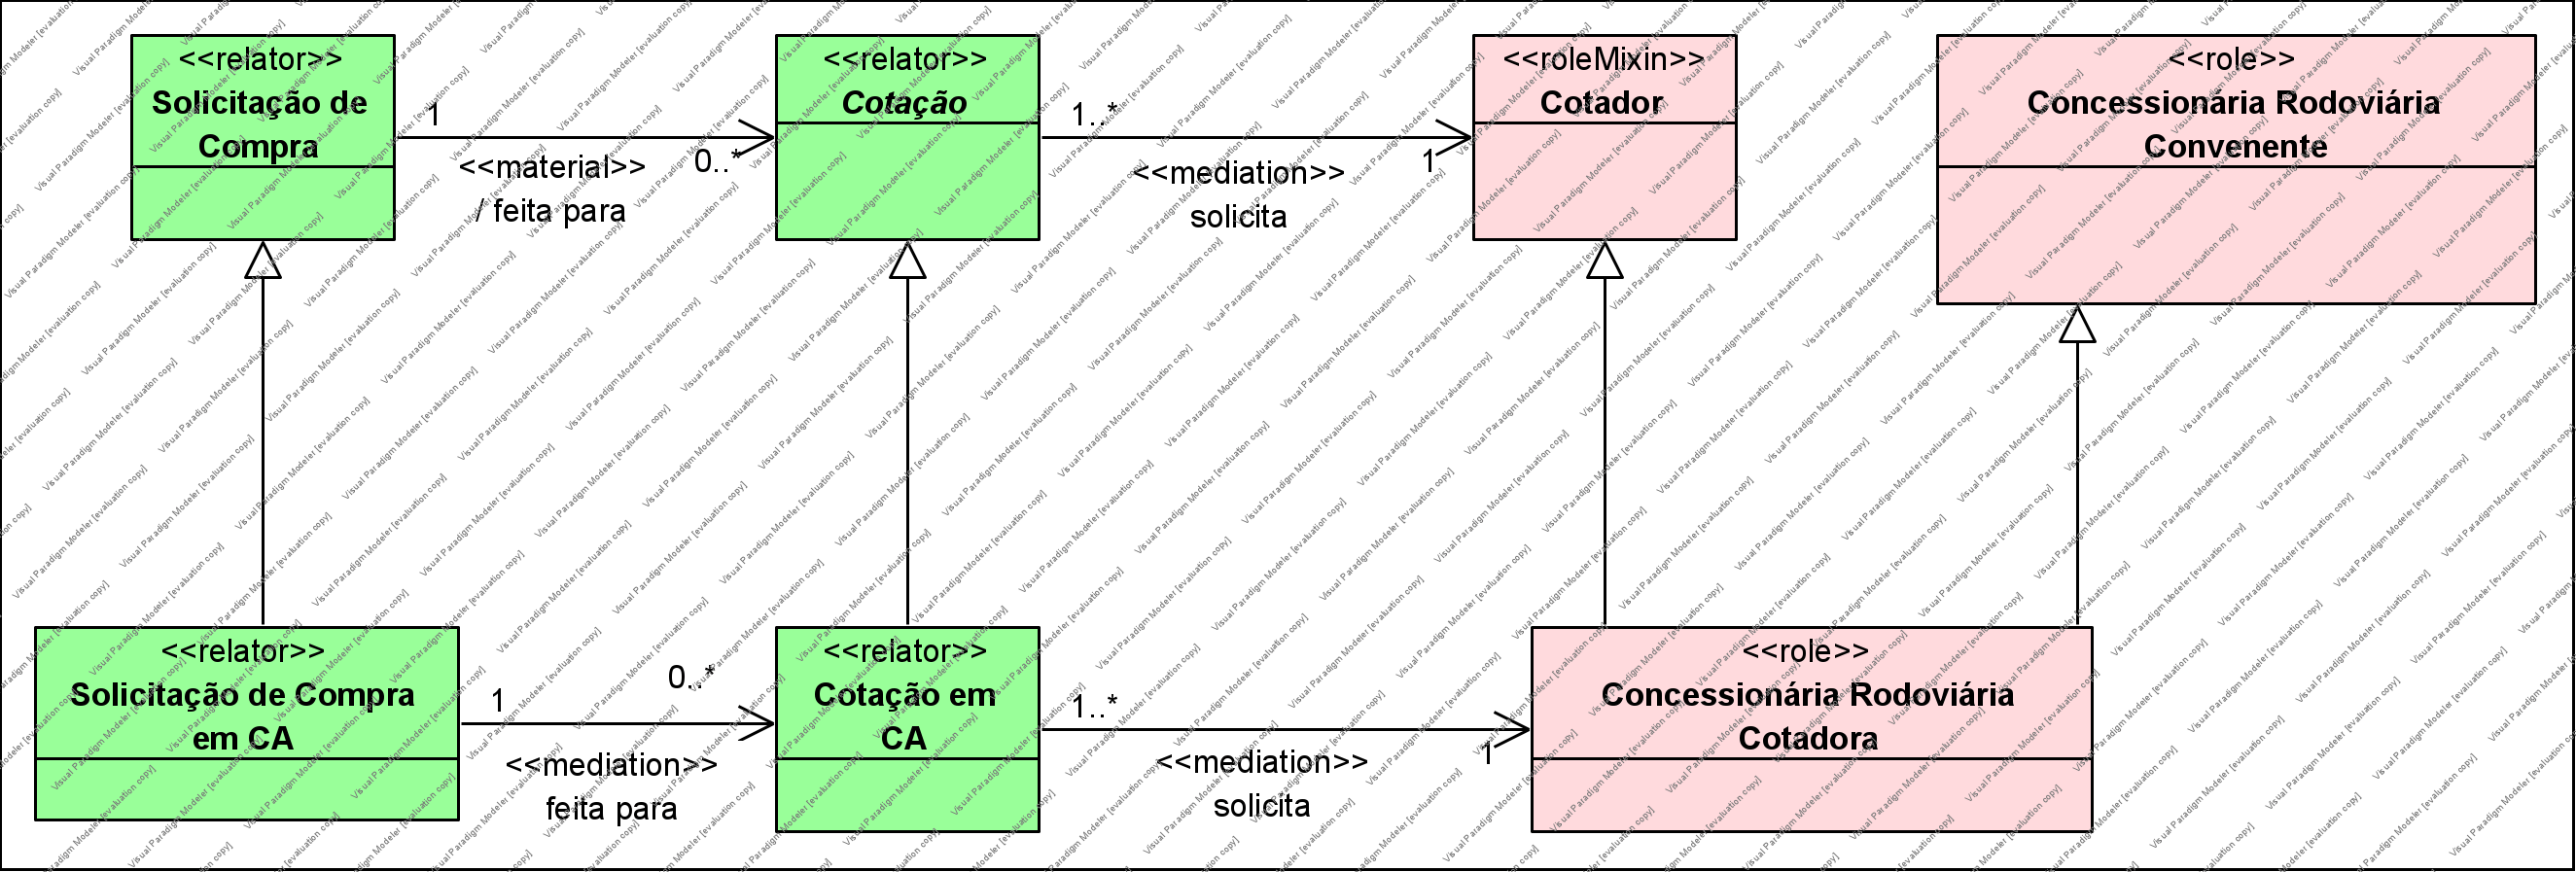 <<relator>>
Solicitação de
Compra
1
<<material>>
/ feita para
0..*
<<relator>>
Cotação
1..*
<<mediation>>
solicita
1
<<roleMixin>>
Cotador
<<role>>
Concessionária Rodoviária
Convenente
<<relator>>
Solicitação de Compra
em CA
1
<<mediation>>
feita para
0..*
<<relator>>
Cotação em
CA
1..*
<<mediation>>
solicita
1
<<role>>
Concessionária Rodoviária
Cotadora
Visual Paradigm Modeler [evaluation copy]